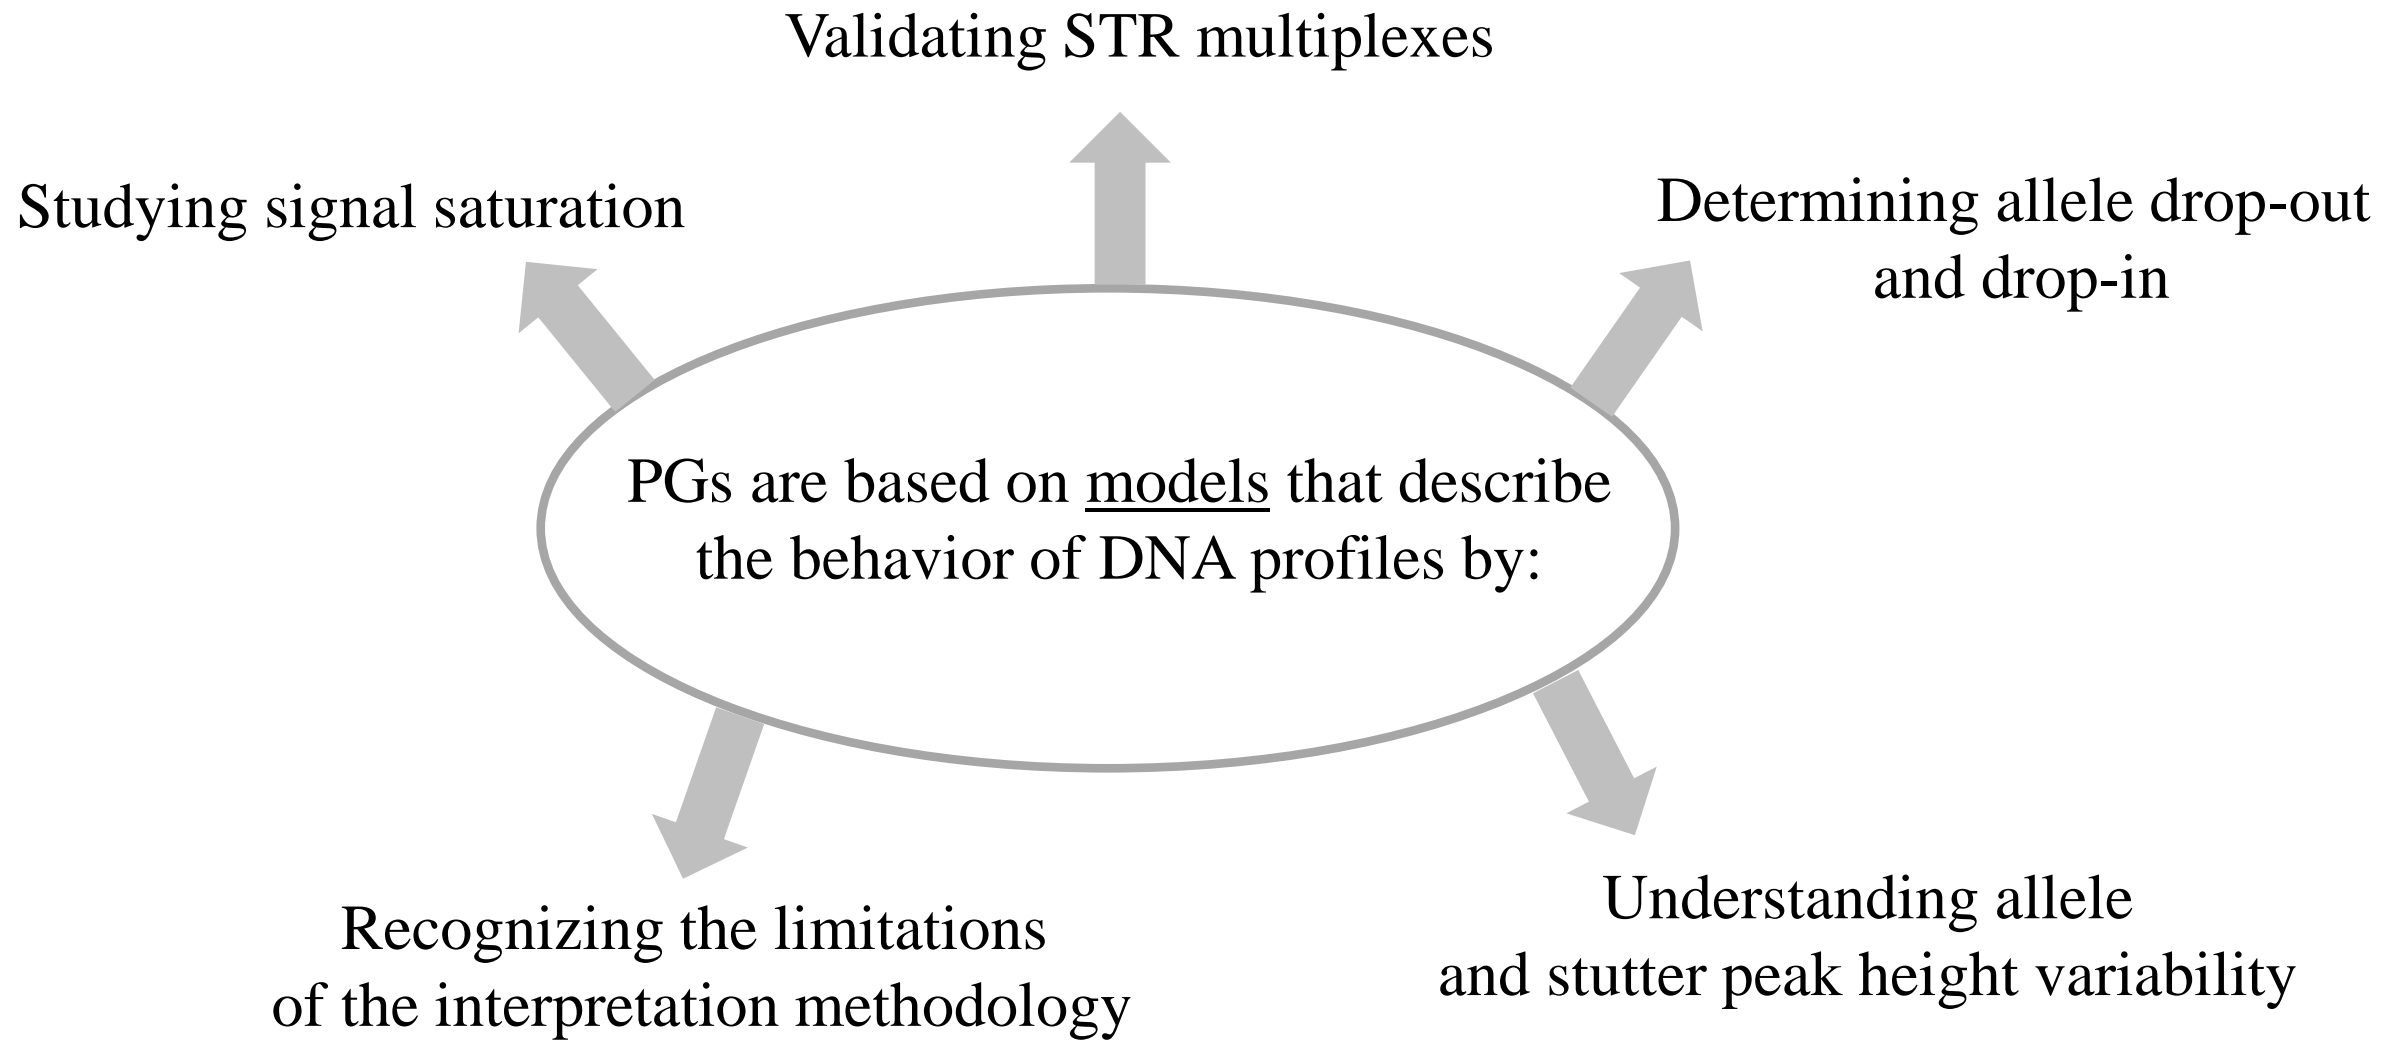 Validating STR multiplexes
Studying signal saturation
Determining allele drop-out
and drop-in
PGs are based on models that describe
the behavior of DNA profiles by:
Recognizing the limitations
of the interpretation methodology
Understanding allele
and stutter peak height variability